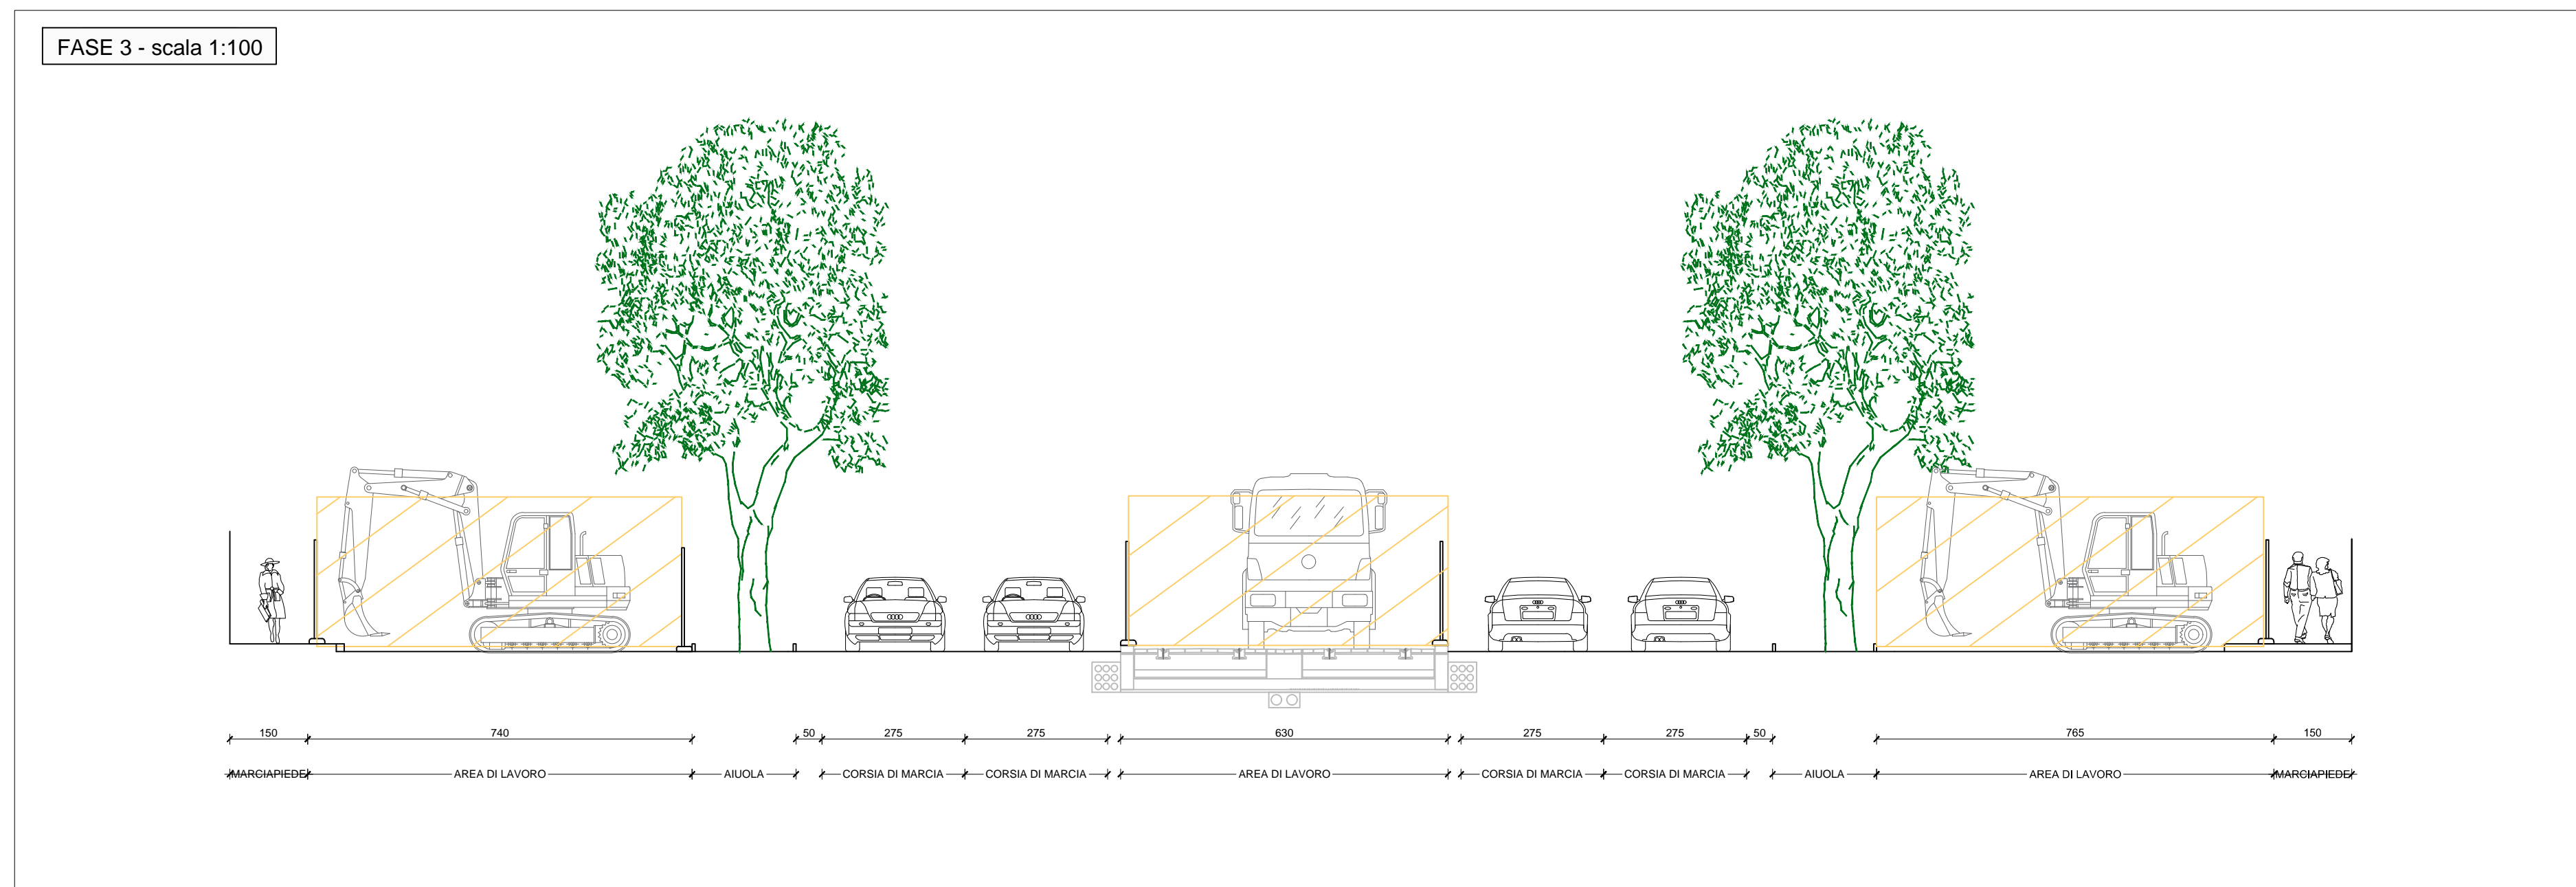 FASE 3 - scala 1:100
150 740 50 275 275 630 275 275 50 765 150
MARCIAPIEDE AREA DI LAVORO AIUOLA CORSIA DI MARCIA CORSIA DI MARCIA AREA DI LAVORO CORSIA DI MARCIA CORSIA DI MARCIA AIUOLA AREA DI LAVORO MARCIAPIEDE